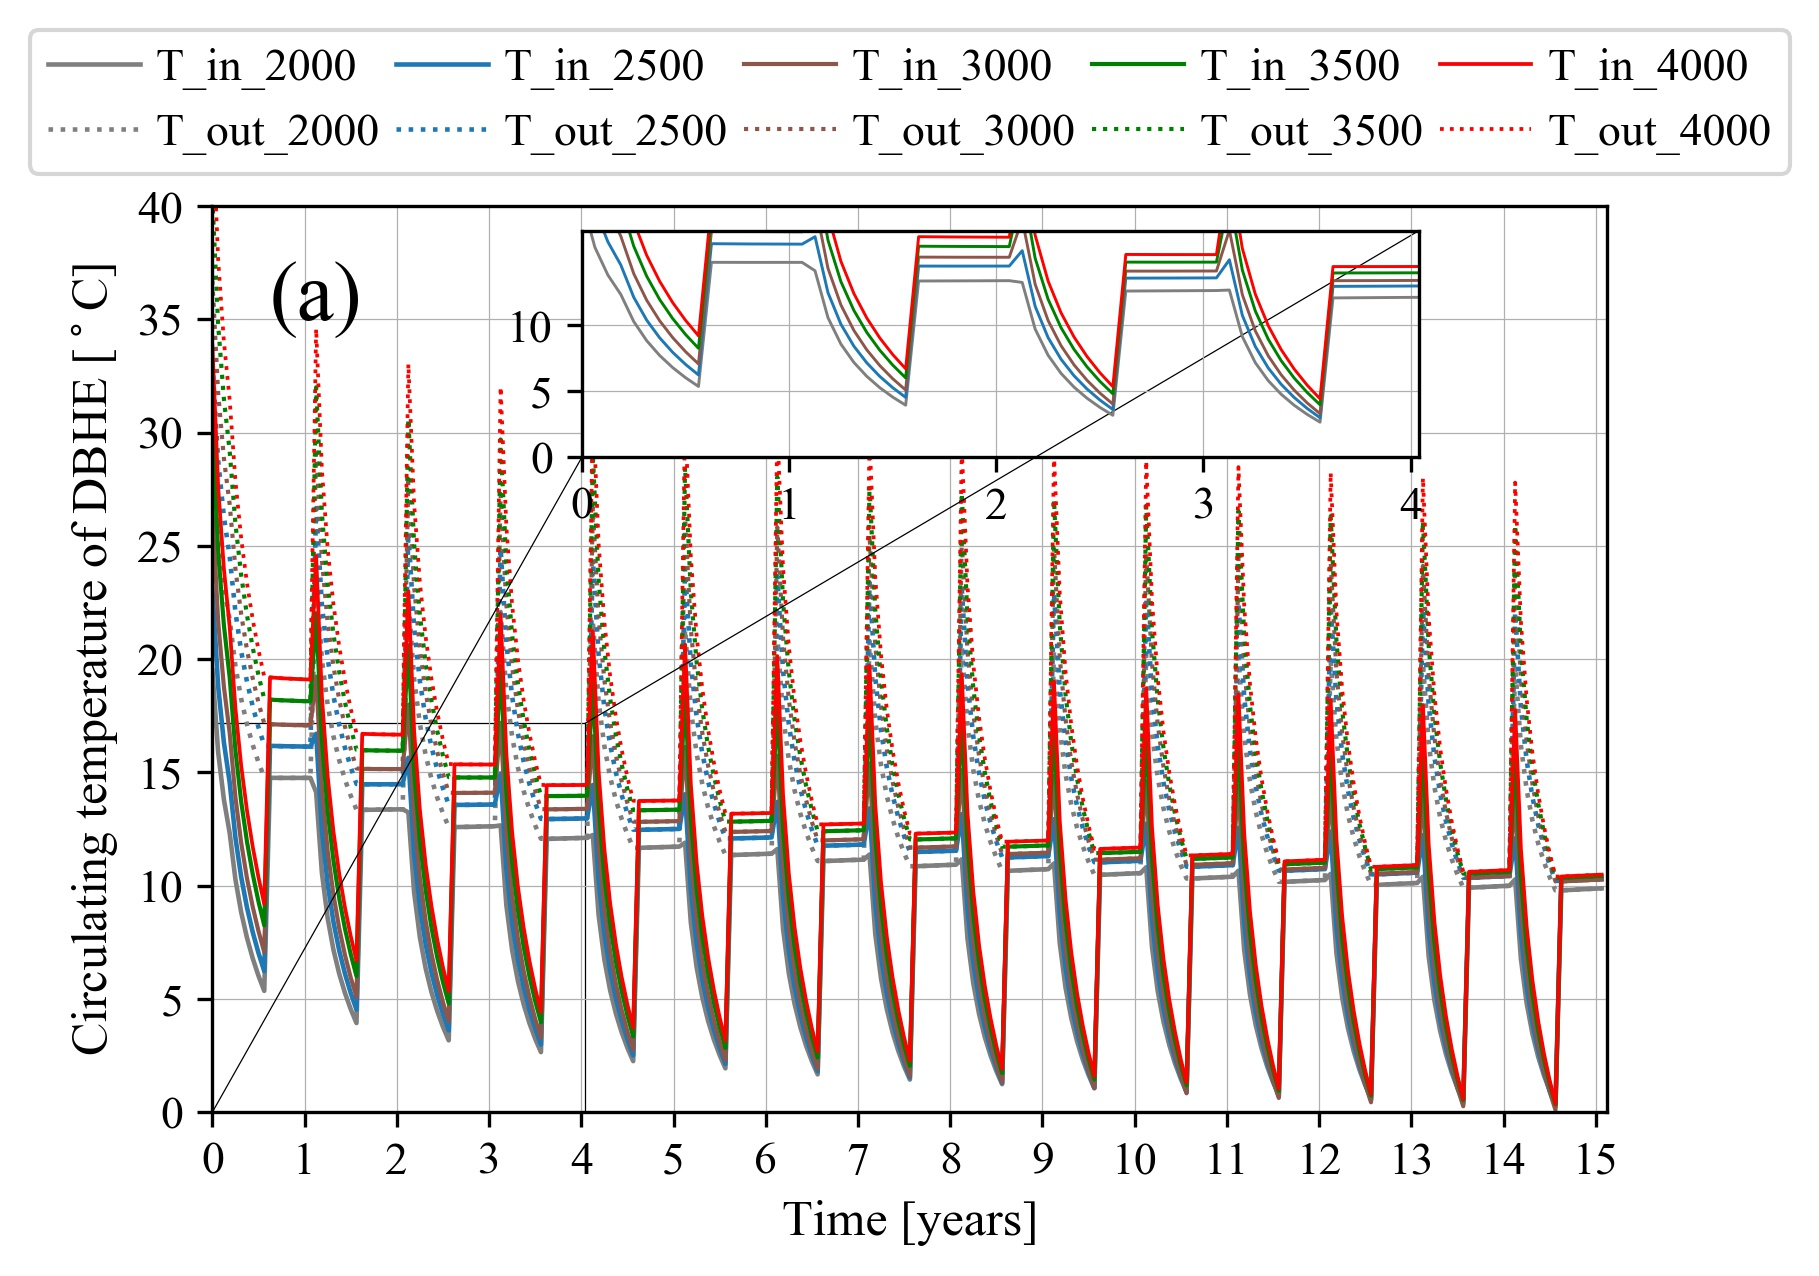 T_in_2000 T_in_2500 T_in_3000 T_in_3500 T_in_4000
T_out_2000 T_out_2500 T_out_3000 T_out_3500 T_out_4000
(a)
Circulating temperature of DBHE [°C]
40
35
30
25
20
15
10
5
0
10
5
0
0 1 2 3 4
0 1 2 3 4 5 6 7 8 9 10 11 12 13 14 15
Time [years]